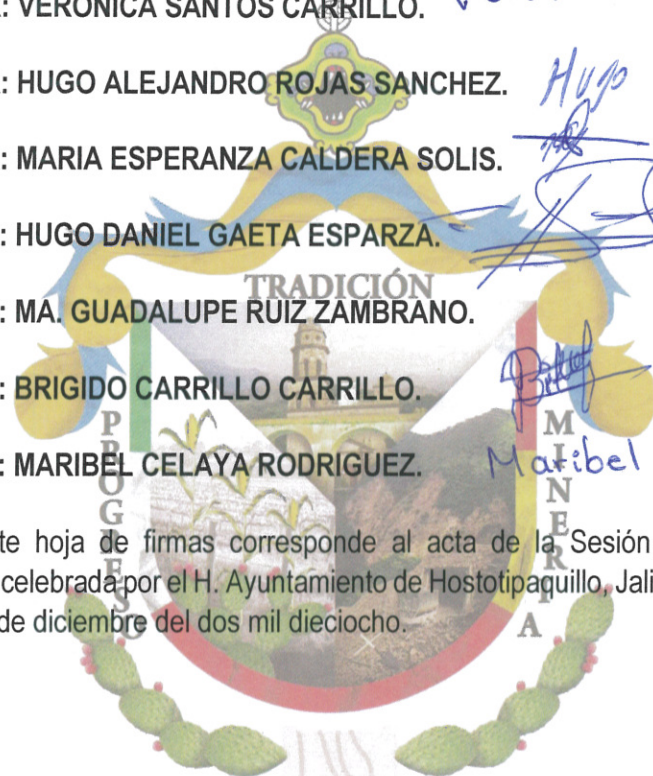 : VERONICA SANTOS CARRILLO.
: HUGO ALEJANDRO ROJAS SANCHEZ.
Hugo
: MARIA ESPERANZA CALDERA SOLIS.
: HUGO DANIEL GAETA ESPARZA.
TRADICIÓN
: MA. GUADALUPE RUIZ ZAMBRANO.
: BRIGIDO CARRILLO CARRILLO.
: MARIBEL CELAYA RODRIGUEZ.
Maribel
PROGRESO
MINERIA
te hoja de firmas corresponde al acta de la Sesión
celebrada por el H. Ayuntamiento de Hostotipaquillo, Jali
de diciembre del dos mil dieciocho.